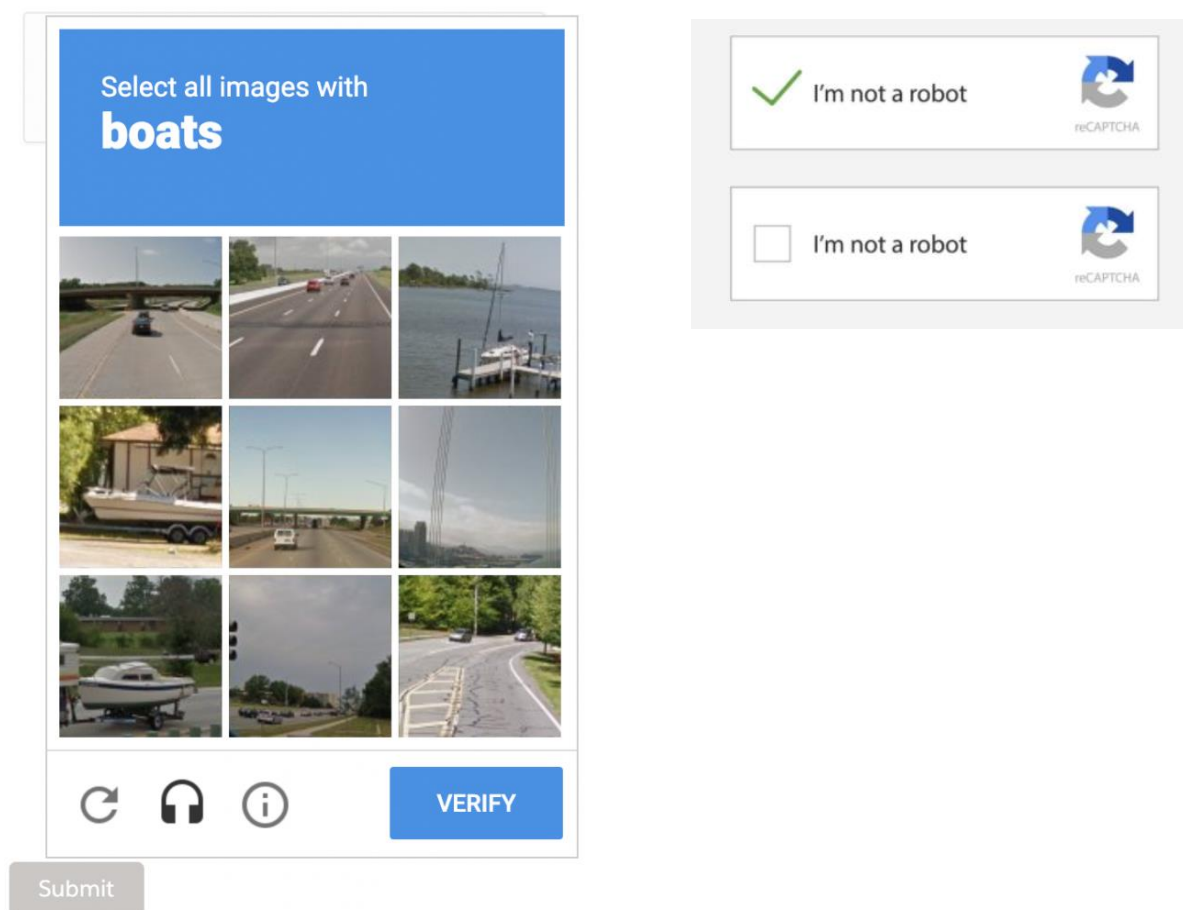 Select all images with
boats
VERIFY
Submit
I'm not a robot
reCAPTCHA
I'm not a robot
reCAPTCHA